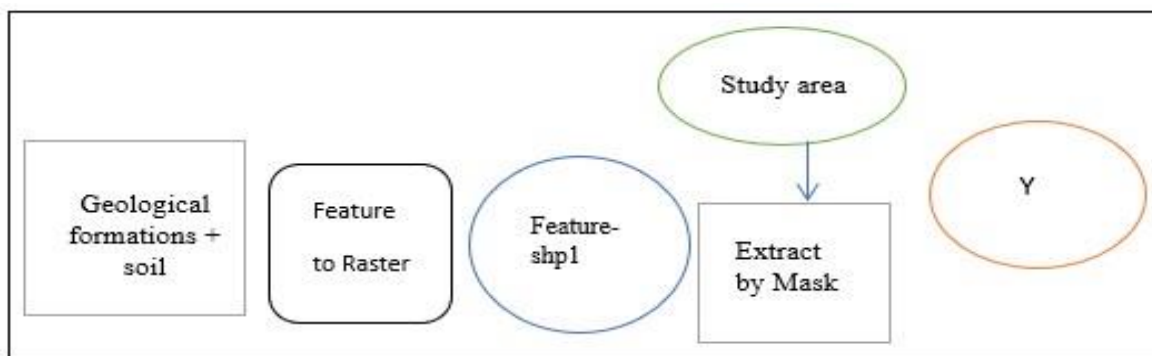 Geological
formations +
soil
Feature
to Raster
Feature-
shp1
Study area
Extract
by Mask
Y